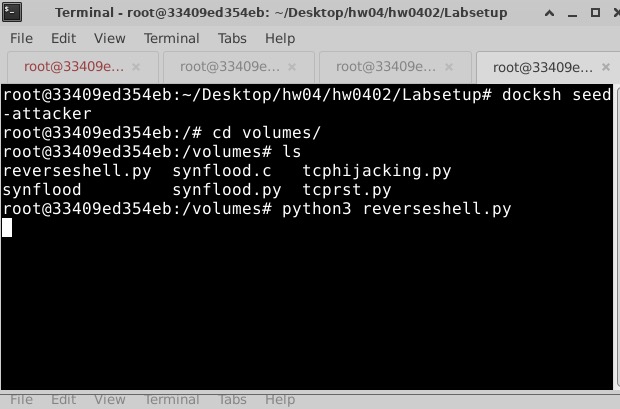 Terminal - root@33409ed354eb: ~/Desktop/hw04/hw0402/Labsetup
File Edit View Terminal Tabs Help
root@33409e... × root@33409e... × root@33409e... × root@33409e... ×
root@33409ed354eb:~/Desktop/hw04/hw0402/Labsetup# docksh seed
-attacker
root@33409ed354eb:/# cd volumes/
root@33409ed354eb:/volumes# ls
reverseshell.py synflood.c tcphijacking.py
synflood synflood.py tcprst.py
root@33409ed354eb:/volumes# python3 reverseshell.py
File Edit View Terminal Tabs Help